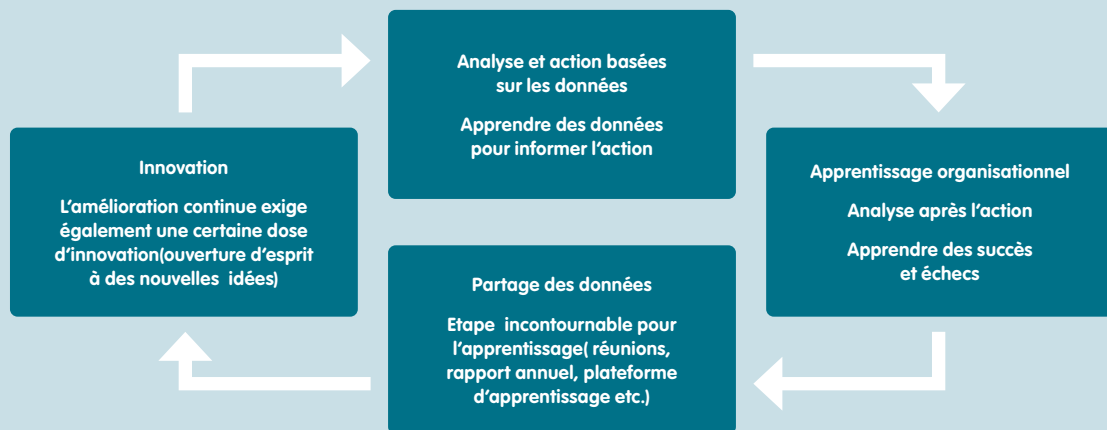 Analyse et action basées
sur les données
Apprendre des données
pour informer l'action
Innovation
L'amélioration continue exige
également une certaine dose
d'innovation(ouverture d'esprit
à des nouvelles idées)
Apprentissage organisationnel
Analyse après l'action
Apprendre des succès
et échecs
Partage des données
Etape incontournable pour
l'apprentissage( réunions,
rapport annuel, plateforme
d'apprentissage etc.)